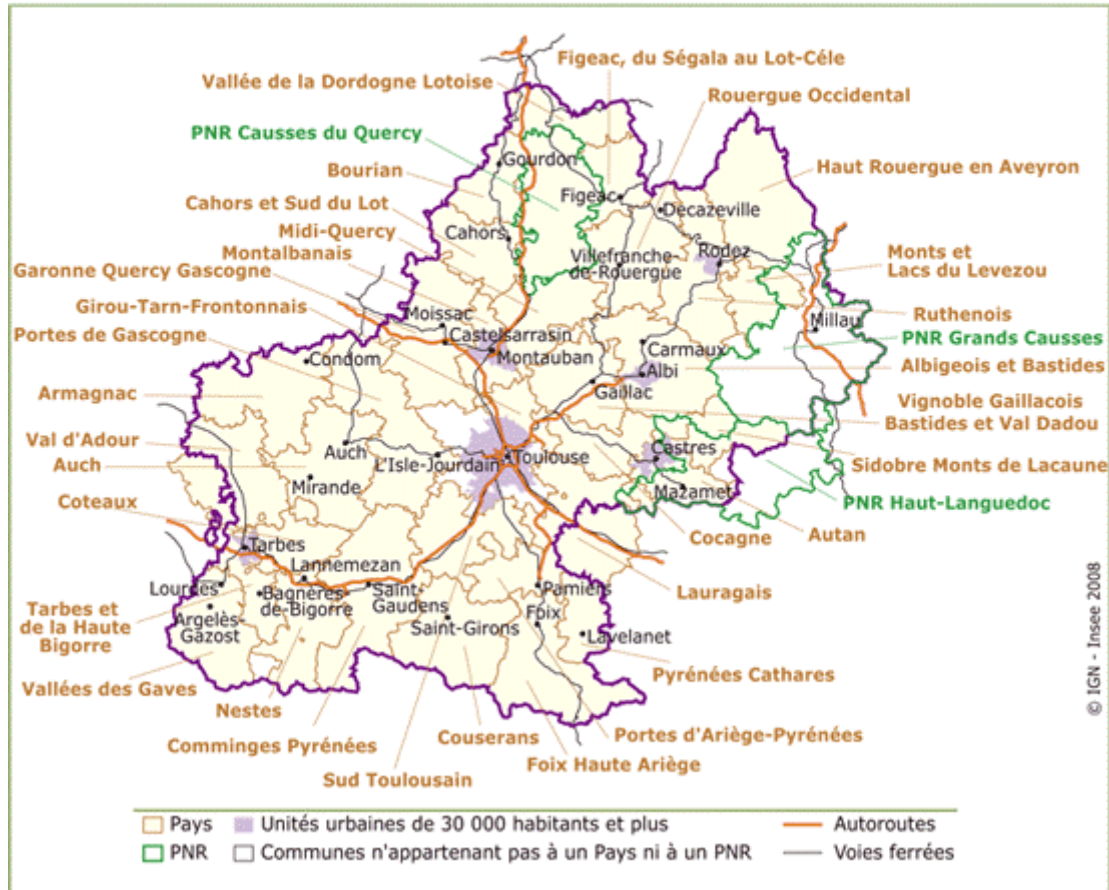 Figeac, du Ségala au Lot-Céle
Vallée de la Dordogne Lotoise
Rouergue Occidental
PNR Causses du Quercy
Gourdon
Bourian
Haut Rouergue en Aveyron
Figeac
Decazeville
Cahors et Sud du Lot
Midi-Quercy
Cahors
Rodez
Montalbanais
Villefranche-
de-Rouergue
Monts et
Lacs du Levezou
Garonne Quercy Gascogne
Girou-Tarn-Frontonnais
Moissac
Ruthenois
Millau
Portes de Gascogne
Castelsarrasin
PNR Grands Causses
Montauban
Carmaux
Condom
Albi
Albigeois et Bastides
Gaillac
Armagnac
Vignoble Gaillacois
Bastides et Val Dadou
Val d'Adour
Auch
Auch
L'Isle-Jourdain
Toulouse
Castres
Sidobre Monts de Lacaune
Mirande
Mazamet
Coteaux
PNR Haut-Languedoc
Cocagne
Autan
Tarbes
Lannemezan
Lourdes
Bagnères-
de-Bigorre
Saint-
Gaudens
Pamiers
Lauragais
Argelès-
Gazost
Foix
Tarbes et
de la Haute
Bigorre
Saint-Girons
Lavelanet
Pyrénées Cathares
Vallées des Gaves
Nestes
Comminges Pyrénées
Couserans
Portes d'Ariège-Pyrénées
Foix Haute Ariège
Sud Toulousain
© IGN - Insee 2008
Pays
Unités urbaines de 30 000 habitants et plus
Autoroutes
PNR
Communes n'appartenant pas à un Pays ni à un PNR
Voies ferrées